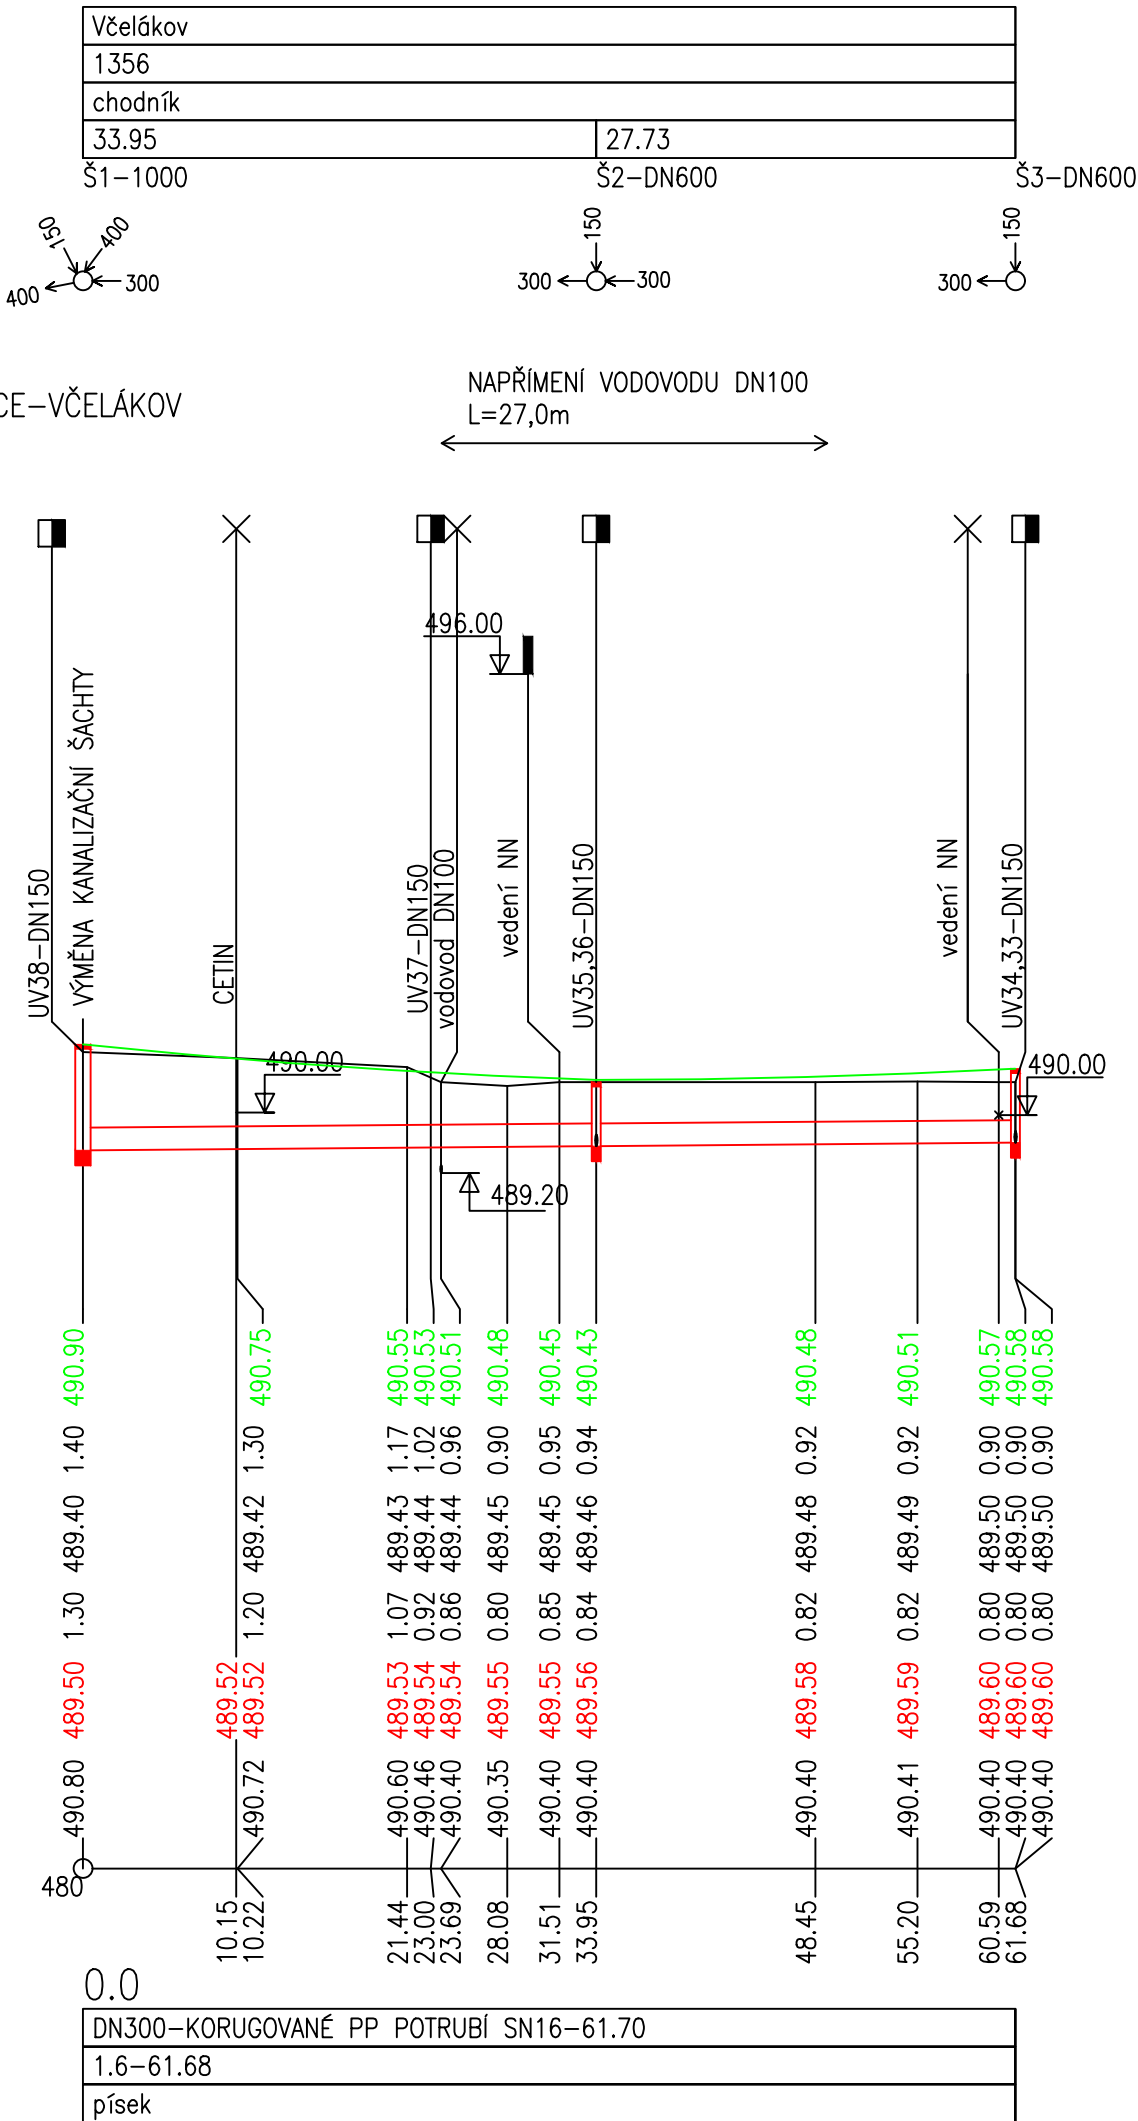 Včelákov
1356
chodník
33.95 27.73
Š1-1000 Š2-DN600 Š3-DN600
150 400 150 150
400 300 300 300 300
NAPŘÍMENÍ VODOVODU DN100
CE-VČELÁKOV
L=27,0m
496.00
UV38-DN150
VÝMĚNA KANALIZAČNÍ ŠACHTY
CETIN
UV37-DN150
vodovod DN100
vedení NN
UV35,36-DN150
vedení NN
UV34,33-DN150
490.00 490.00
489.20
490.90 490.75 490.55 490.53 490.51 490.48 490.45 490.43 490.48 490.51 490.57 490.58 490.58
1.40 1.30 1.17 1.02 0.96 0.90 0.95 0.94 0.92 0.92 0.90 0.90 0.90
489.40 489.42 489.43 489.44 489.44 489.45 489.45 489.46 489.48 489.49 489.50 489.50 489.50
1.30 1.20 1.07 0.92 0.86 0.80 0.85 0.84 0.82 0.82 0.80 0.80 0.80
489.50 489.52 489.52 489.53 489.54 489.54 489.55 489.55 489.56 489.58 489.59 489.60 489.60 489.60
490.80 490.72 490.60 490.46 490.40 490.35 490.40 490.40 490.40 490.41 490.40 490.40 490.40
480
10.15 10.22 21.44 23.00 23.69 28.08 31.51 33.95 48.45 55.20 60.59 61.68
0.0
DN300-KORUGOVANÉ PP POTRUBÍ SN16-61.70
1.6-61.68
písek